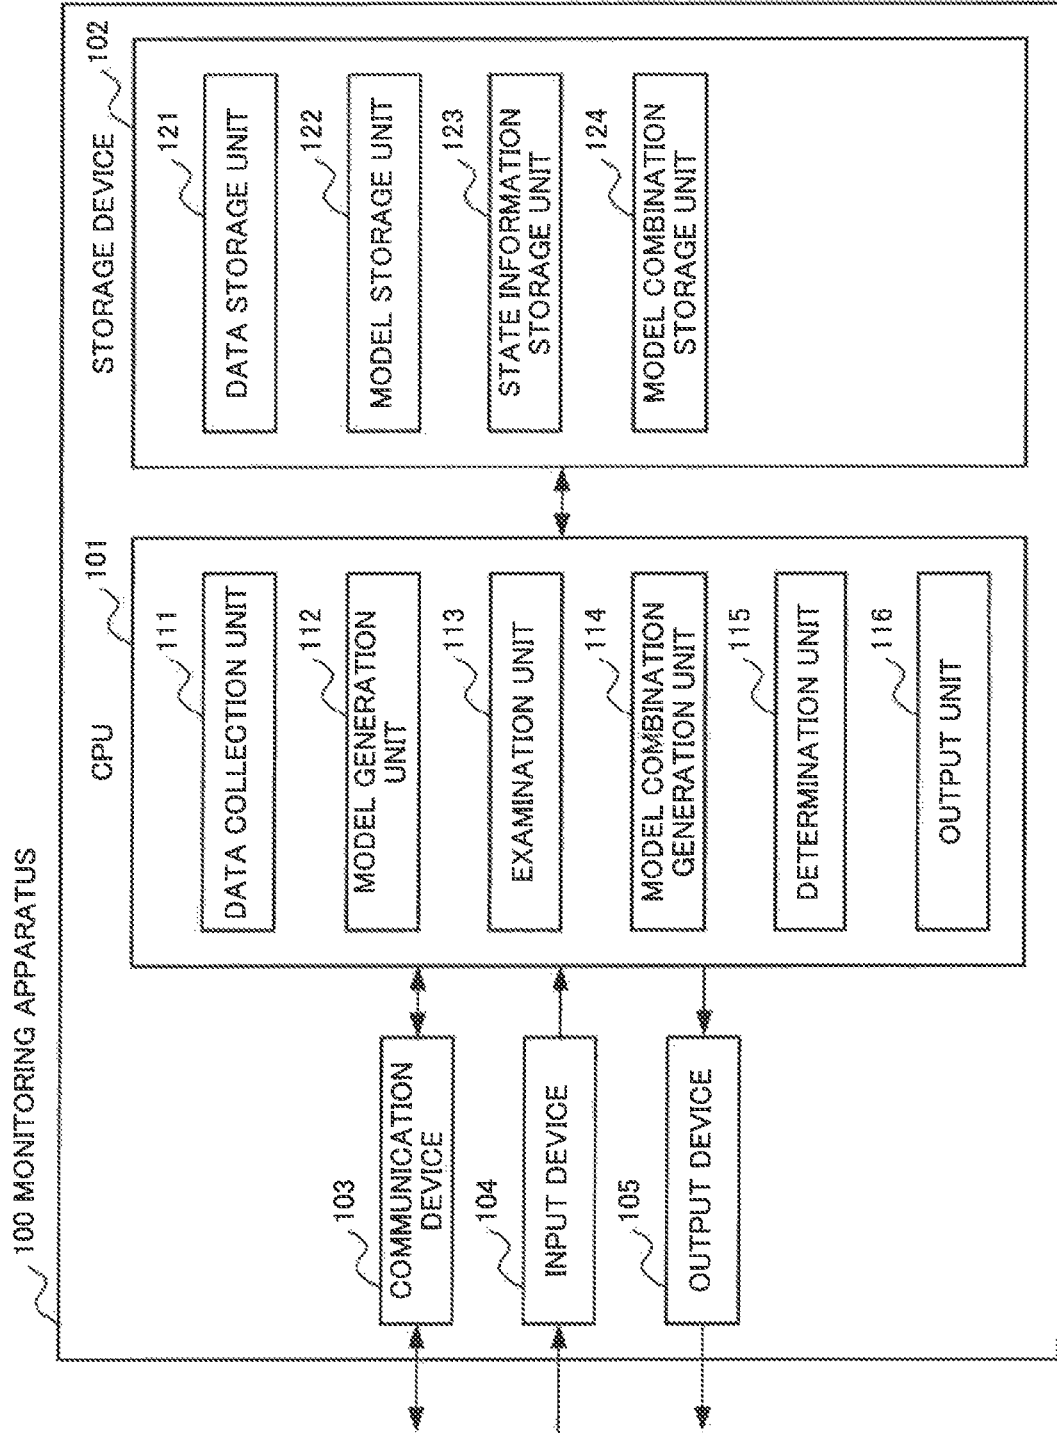 100 MONITORING APPARATUS
103
COMMUNICATION
DEVICE
104
INPUT DEVICE
105
OUTPUT DEVICE
CPU
101
111
DATA COLLECTION UNIT
112
MODEL GENERATION
UNIT
113
EXAMINATION UNIT
114
MODEL COMBINATION
GENERATION UNIT
115
DETERMINATION UNIT
116
OUTPUT UNIT
STORAGE DEVICE
102
121
DATA STORAGE UNIT
122
MODEL STORAGE UNIT
123
STATE INFORMATION
STORAGE UNIT
124
MODEL COMBINATION
STORAGE UNIT